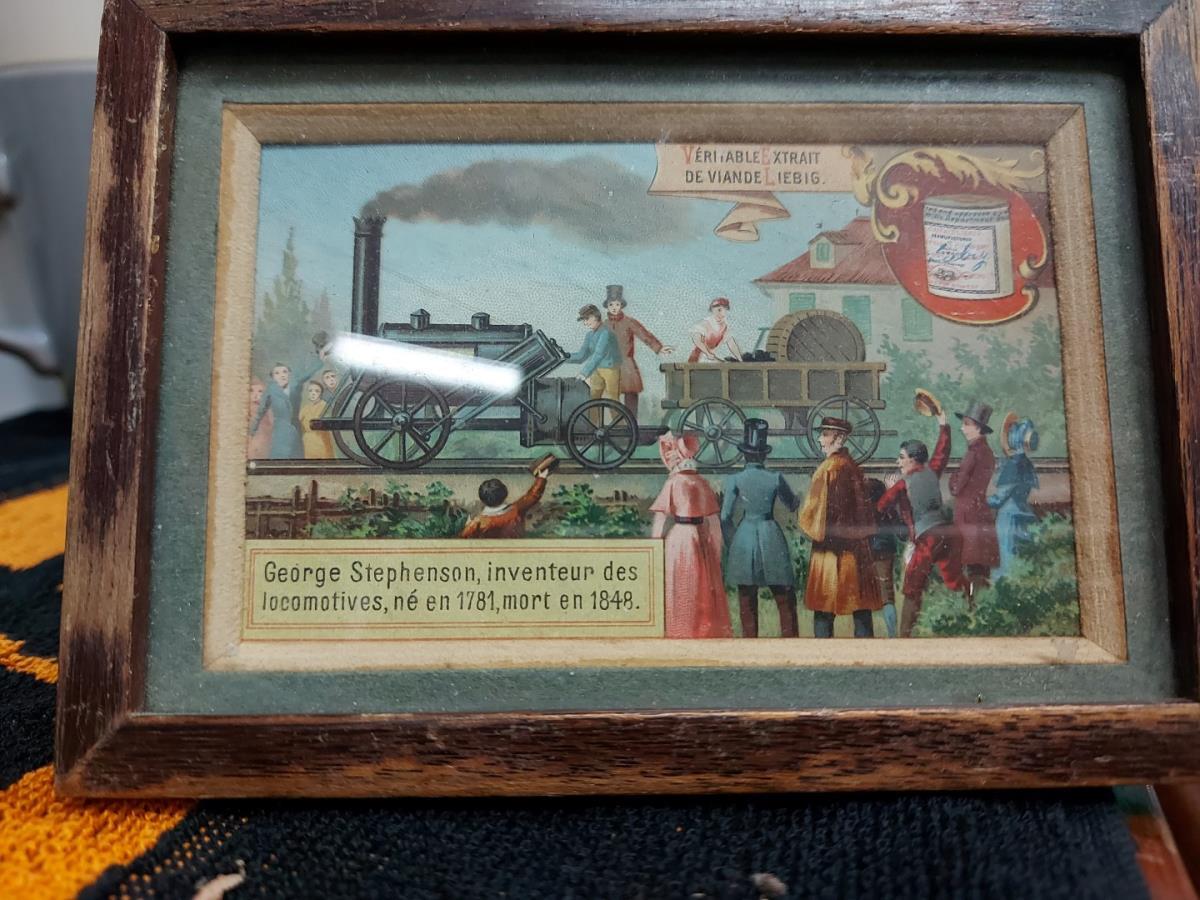 VÉRITABLE EXTRAIT
DE VIANDE LIEBIG.
George Stephenson, inventeur des
locomotives, né en 1781, mort en 1848.